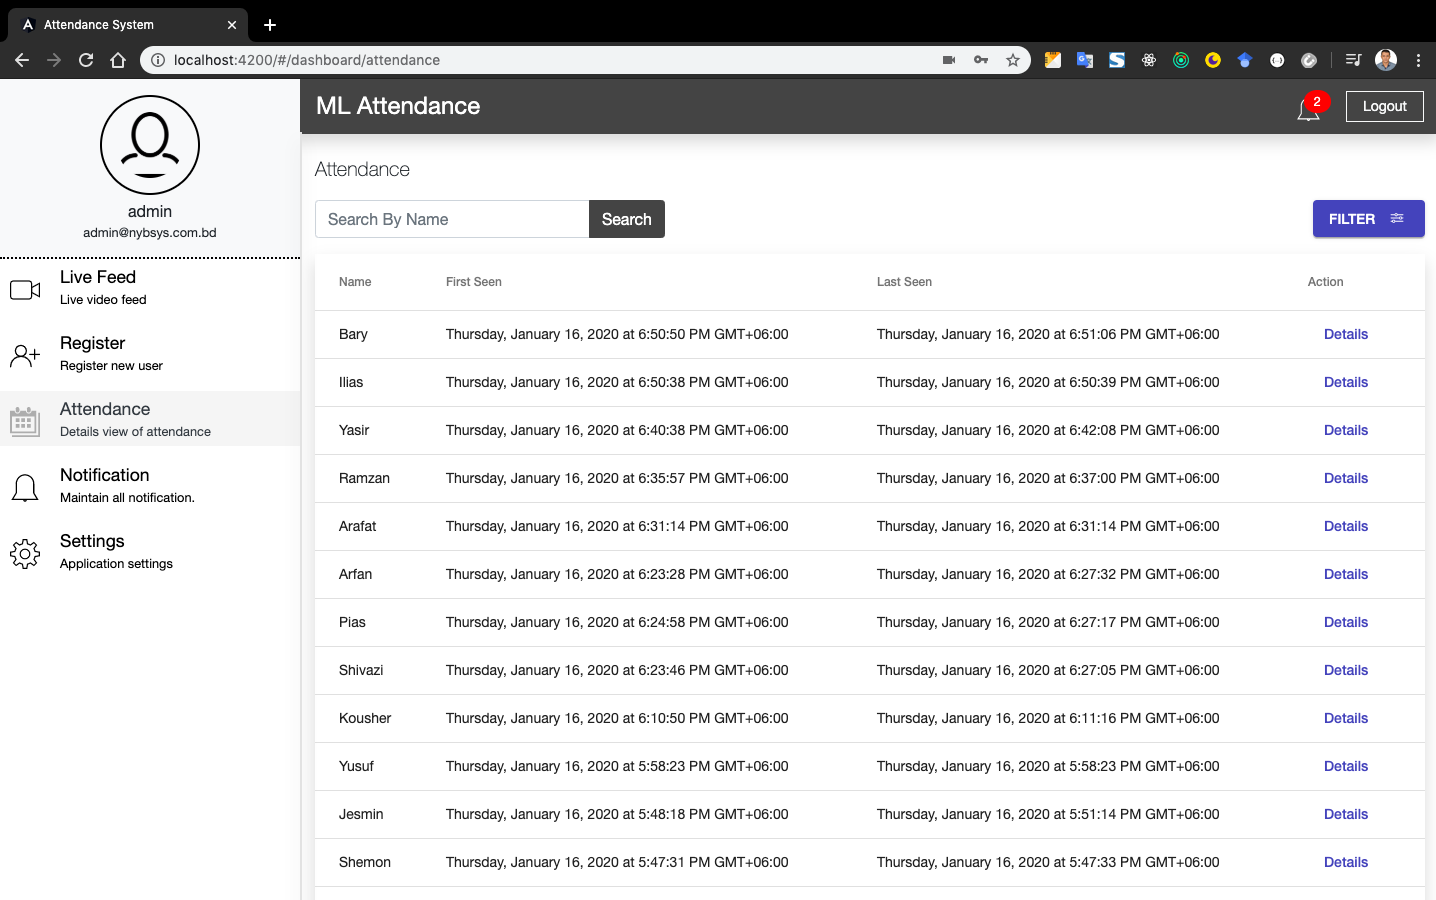 Attendance System
localhost:4200/#/dashboard/attendance
ML Attendance
2
Logout
admin
admin@nybsys.com.bd
Live Feed
Live video feed
Register
Register new user
Attendance
Details view of attendance
Notification
Maintain all notification.
Settings
Application settings
Attendance
Search By Name Search FILTER
Name First Seen Last Seen Action
Bary Thursday, January 16, 2020 at 6:50:50 PM GMT+06:00 Thursday, January 16, 2020 at 6:51:06 PM GMT+06:00 Details
Ilias Thursday, January 16, 2020 at 6:50:38 PM GMT+06:00 Thursday, January 16, 2020 at 6:50:39 PM GMT+06:00 Details
Yasir Thursday, January 16, 2020 at 6:40:38 PM GMT+06:00 Thursday, January 16, 2020 at 6:42:08 PM GMT+06:00 Details
Ramzan Thursday, January 16, 2020 at 6:35:57 PM GMT+06:00 Thursday, January 16, 2020 at 6:37:00 PM GMT+06:00 Details
Arafat Thursday, January 16, 2020 at 6:31:14 PM GMT+06:00 Thursday, January 16, 2020 at 6:31:14 PM GMT+06:00 Details
Arfan Thursday, January 16, 2020 at 6:23:28 PM GMT+06:00 Thursday, January 16, 2020 at 6:27:32 PM GMT+06:00 Details
Pias Thursday, January 16, 2020 at 6:24:58 PM GMT+06:00 Thursday, January 16, 2020 at 6:27:17 PM GMT+06:00 Details
Shivazi Thursday, January 16, 2020 at 6:23:46 PM GMT+06:00 Thursday, January 16, 2020 at 6:27:05 PM GMT+06:00 Details
Kousher Thursday, January 16, 2020 at 6:10:50 PM GMT+06:00 Thursday, January 16, 2020 at 6:11:16 PM GMT+06:00 Details
Yusuf Thursday, January 16, 2020 at 5:58:23 PM GMT+06:00 Thursday, January 16, 2020 at 5:58:23 PM GMT+06:00 Details
Jesmin Thursday, January 16, 2020 at 5:48:18 PM GMT+06:00 Thursday, January 16, 2020 at 5:51:14 PM GMT+06:00 Details
Shemon Thursday, January 16, 2020 at 5:47:31 PM GMT+06:00 Thursday, January 16, 2020 at 5:47:33 PM GMT+06:00 Details